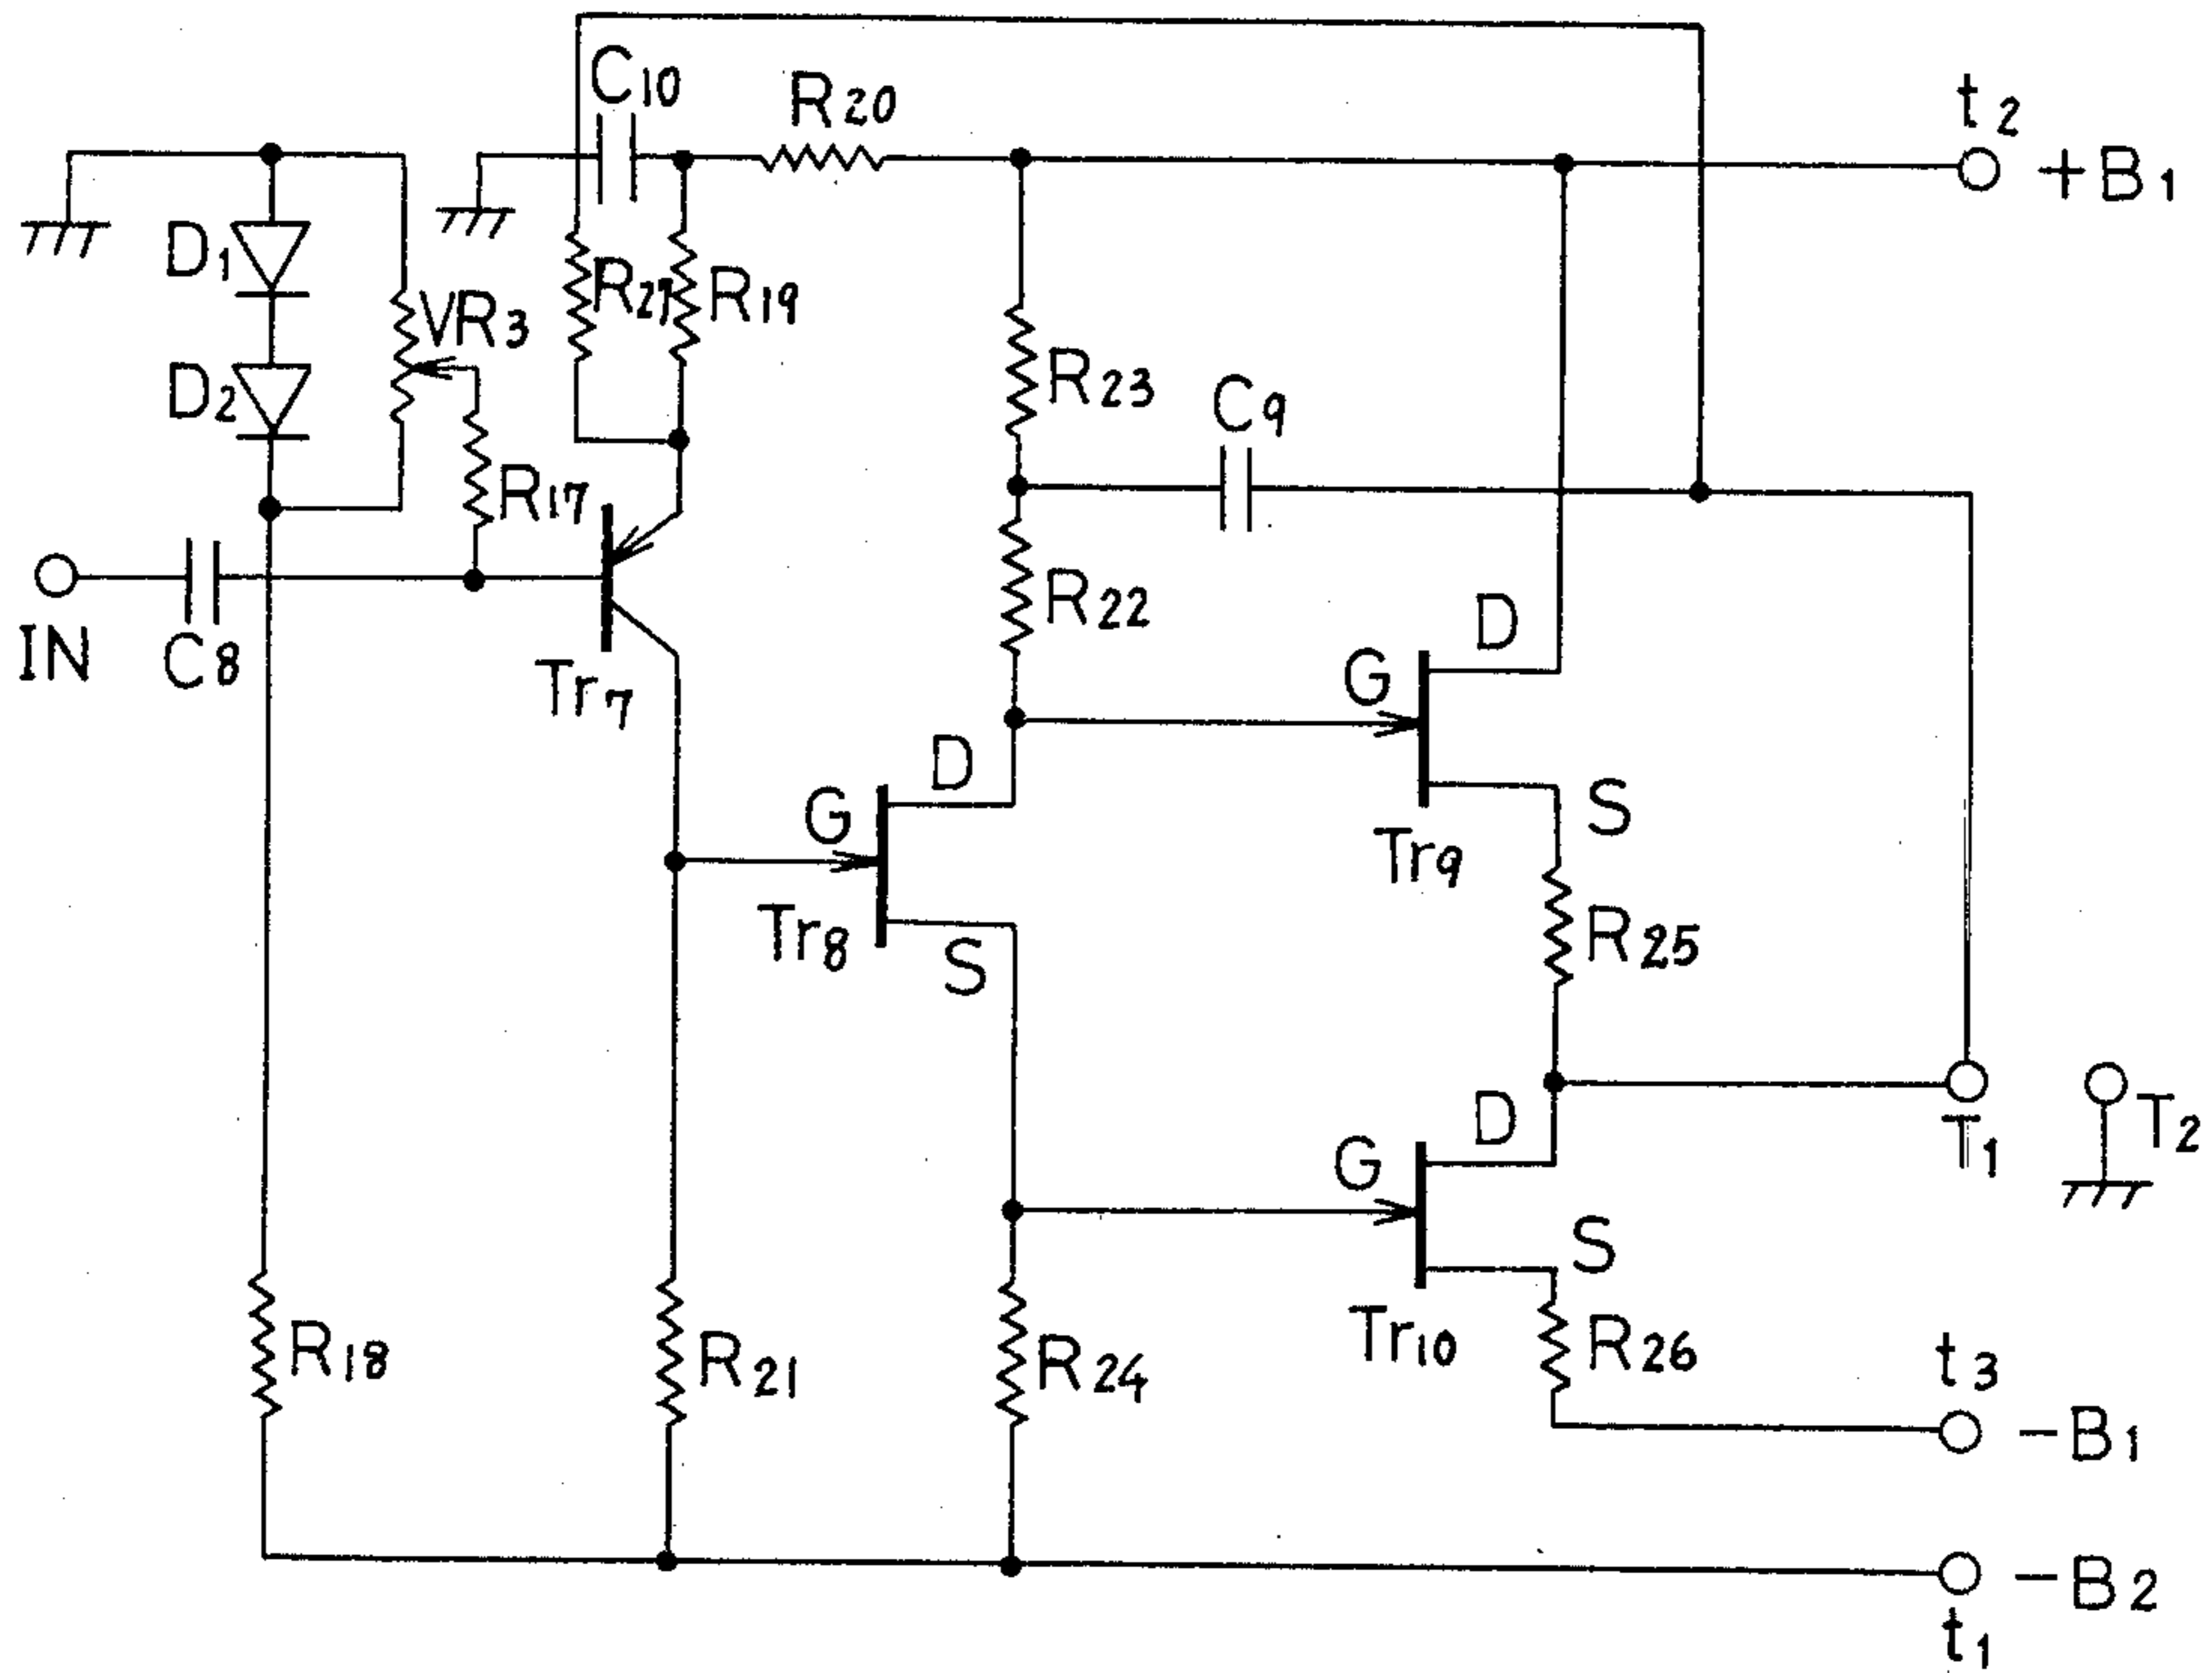 C10
R20
t2
+B1
D1
VR3
R27
R19
D2
R23
C9
R17
IN
C8
Tr7
R22
G
D
D
G
S
Tr9
Tr8
S
R25
D
T1
T2
G
S
Tr10
R18
R21
R24
R26
t3
-B1
-B2
t1